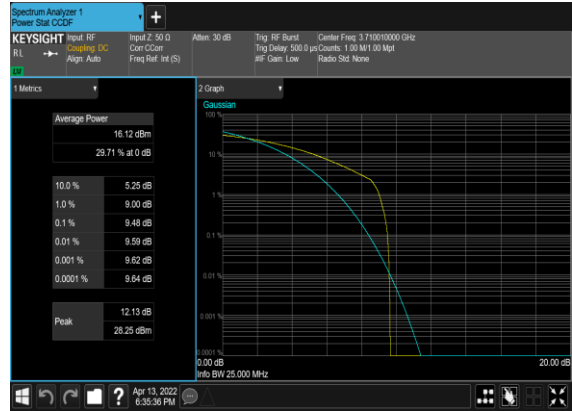 Spectrum Analyzer 1
Power Stat CCDF
KEYSIGHT
RL
LW
Input: RF
Coupling: DC
Align: Auto
Input Z: 50 Ω
Corr CCorr
Freq Ref: Int (S)
Atten: 30 dB
Trig: RF Burst
Trig Delay: 500.0 µs
#IF Gain: Low
Center Freq: 3.710010000 GHz
Counts: 1.00 M/1.00 Mpt
Radio Std: None
1 Metrics
Average Power
16.12 dBm
29.71 % at 0 dB
10.0 % 5.25 dB
1.0 % 9.00 dB
0.1 % 9.48 dB
0.01 % 9.59 dB
0.001 % 9.62 dB
0.0001 % 9.64 dB
Peak
12.13 dB
28.25 dBm
2 Graph
Gaussian
100 %
10 %
1 %
0.1 %
0.01 %
0.001 %
0.0001 %
0.00 dB 20.00 dB
Info BW 25.000 MHz
?
Apr 13, 2022
6:35:36 PM